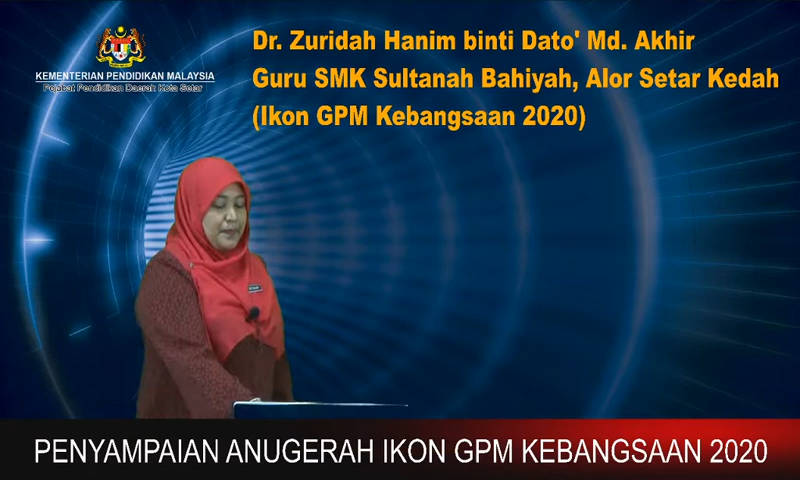 Dr. Zuridah Hanim binti Dato' Md. Akhir
Guru SMK Sultanah Bahiyah, Alor Setar Kedah
(Ikon GPM Kebangsaan 2020)
KEMENTERIAN PENDIDIKAN MALAYSIA
Pejabat Pendidikan Daerah Kota Setar
PENYAMPAIAN ANUGERAH IKON GPM KEBANGSAAN 2020